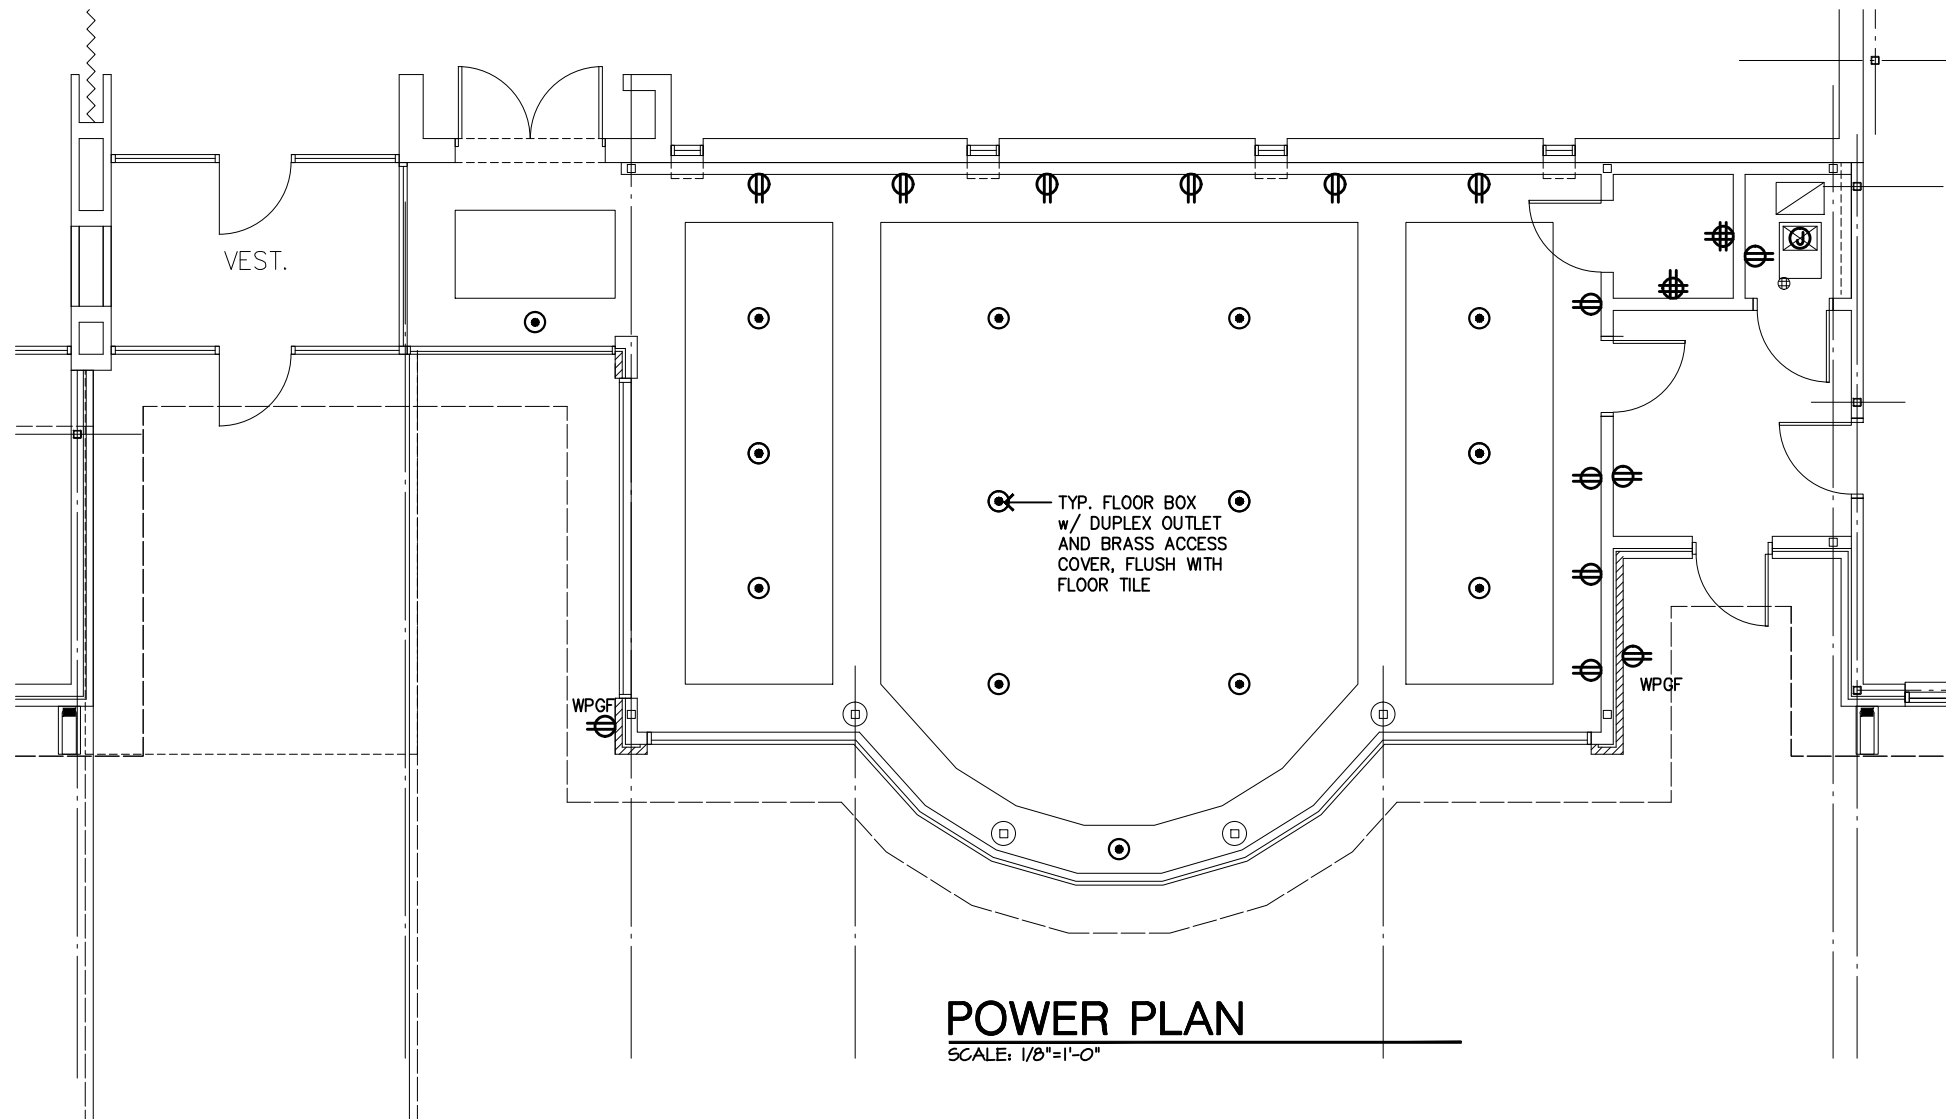 VEST.
J
TYP. FLOOR BOX
w/ DUPLEX OUTLET
AND BRASS ACCESS
COVER, FLUSH WITH
FLOOR TILE
WPGF
WPGF
POWER PLAN
SCALE: 1/8"=1'-0"